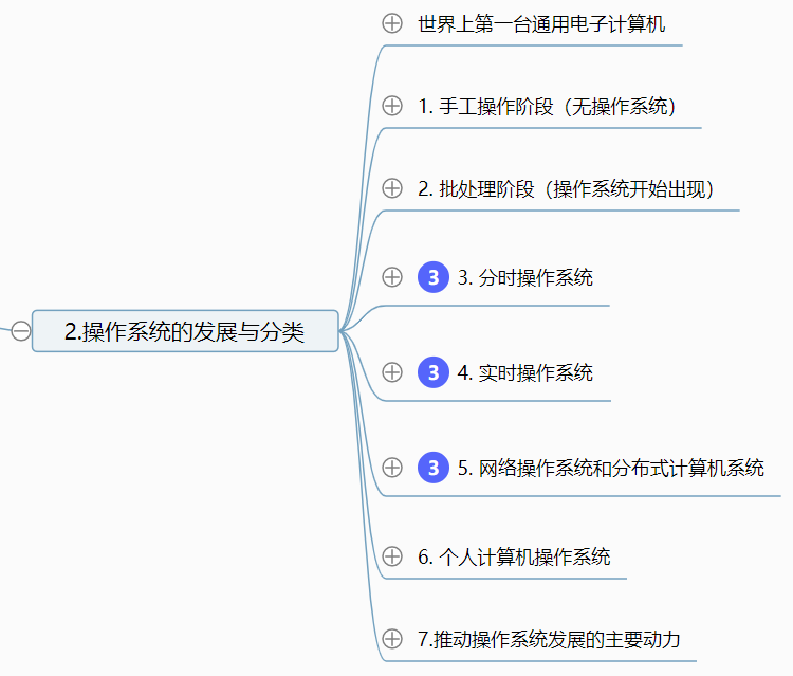 世界上第一台通用电子计算机
1. 手工操作阶段（无操作系统）
2. 批处理阶段（操作系统开始出现）
3 3. 分时操作系统
3 4. 实时操作系统
2.操作系统的发展与分类
3 5. 网络操作系统和分布式计算机系统
6. 个人计算机操作系统
7.推动操作系统发展的主要动力